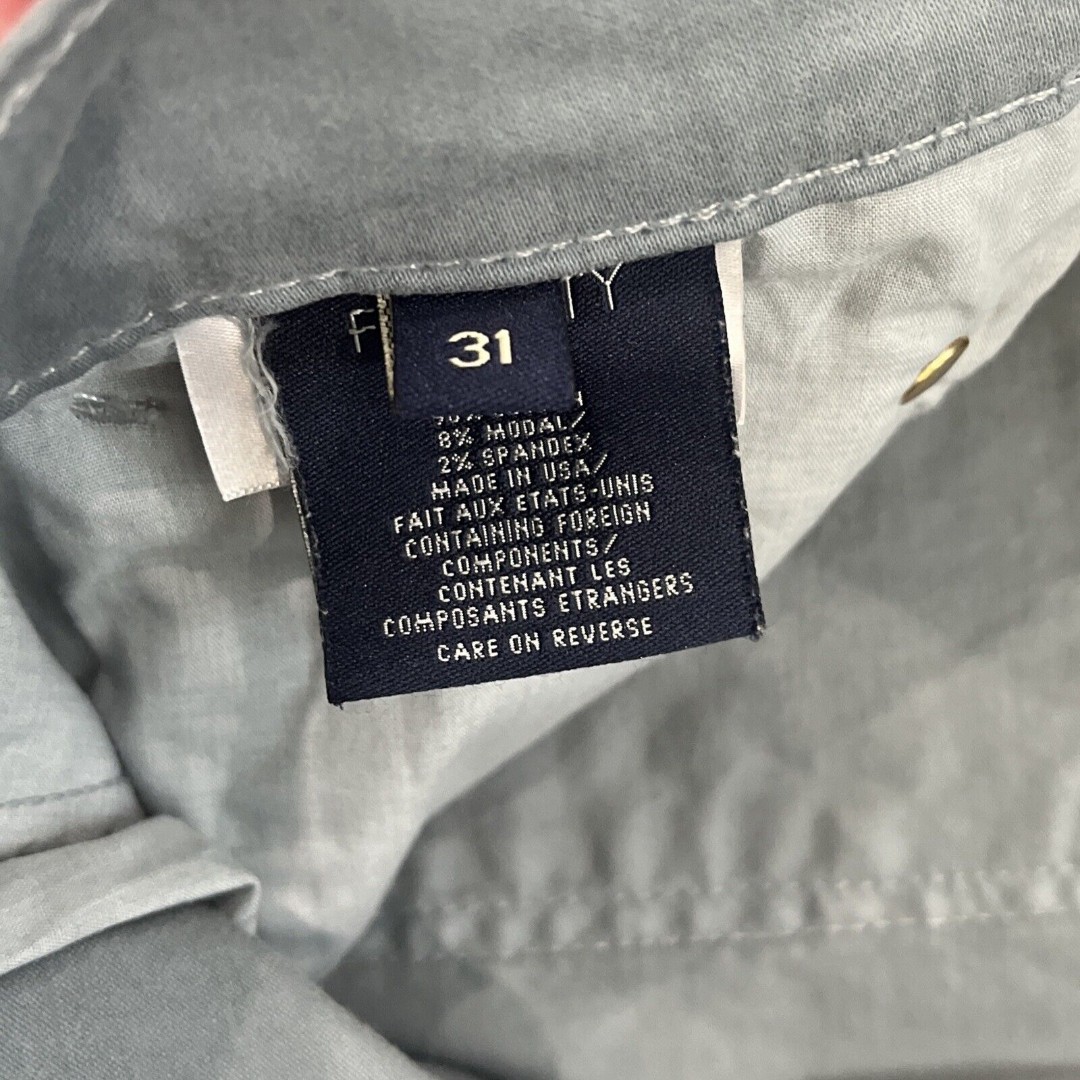 31
8% MODAL/
2% SPANDEX
MADE IN USA/
FAIT AUX ETATS-UNIS
CONTAINING FOREIGN
COMPONENTS/
CONTENANT LES
COMPOSANTS ETRANGERS
CARE ON REVERSE